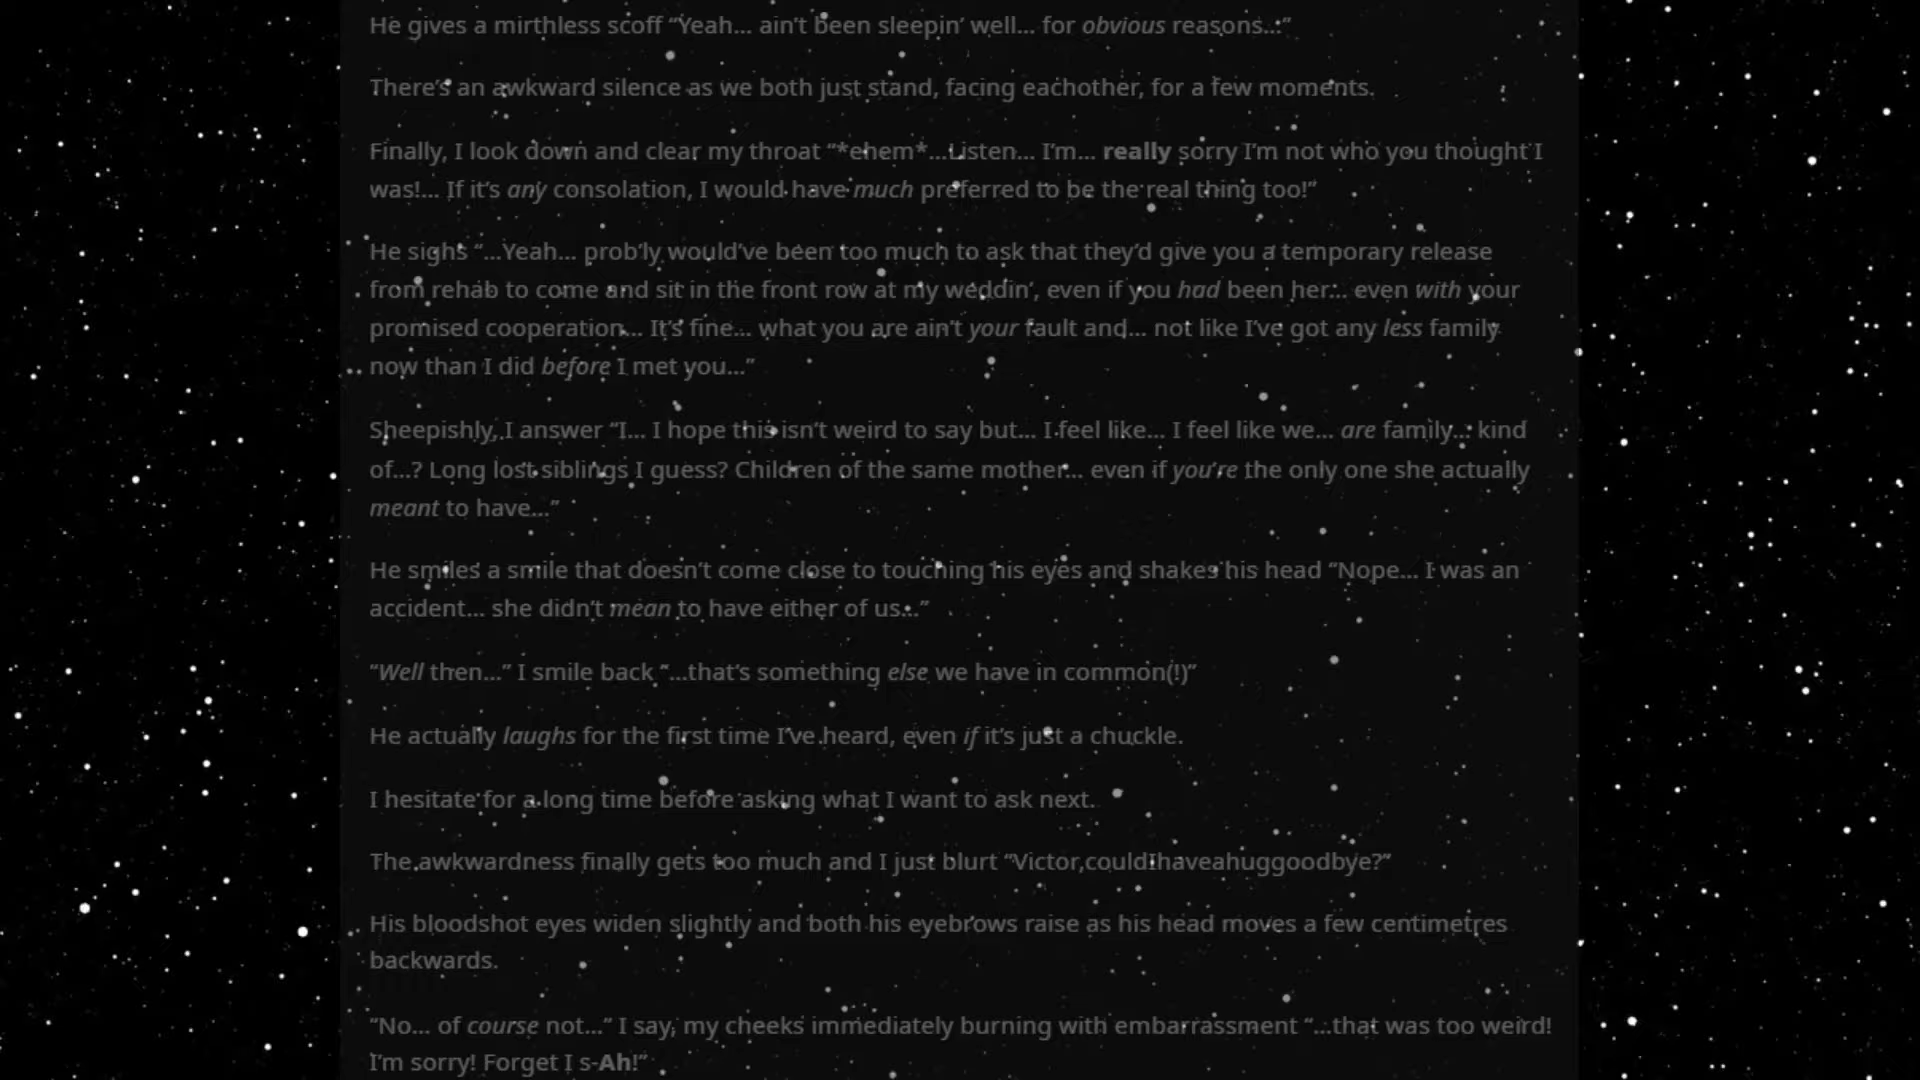 He gives a mirthless scoff “Yeah... ain’t been sleepin’ well... for obvious reasons...”
There’s an awkward silence as we both just stand, facing eachother, for a few moments.
Finally, I look down and clear my throat “*ehem*...Listen... I’m... really sorry I’m not who you thought I
was!... If it’s any consolation, I would have much preferred to be the real thing too!”
He sighs “...Yeah... prob’ly would’ve been too much to ask that they’d give you a temporary release
from rehab to come and sit in the front row at my weddin’, even if you had been her... even with your
promised cooperation... It’s fine... what you are ain’t your fault and... not like I’ve got any less family
now than I did before I met you...”
Sheepishly, I answer “I... I hope this isn’t weird to say but... I feel like... I feel like we... are family... kind
of...? Long lost siblings I guess? Children of the same mother... even if you’re the only one she actually
meant to have...”
He smiles a smile that doesn’t come close to touching his eyes and shakes his head “Nope... I was an
accident... she didn’t mean to have either of us...”
“Well then...” I smile back “...that’s something else we have in common(!)”
He actually laughs for the first time I’ve heard, even if it’s just a chuckle.
I hesitate for a long time before asking what I want to ask next.
The awkwardness finally gets too much and I just blurt “Victor,couldIhaveahuggoodbye?”
His bloodshot eyes widen slightly and both his eyebrows raise as his head moves a few centimetres
backwards.
“No... of course not...” I say, my cheeks immediately burning with embarrassment “...that was too weird!
I’m sorry! Forget I s-Ah!”